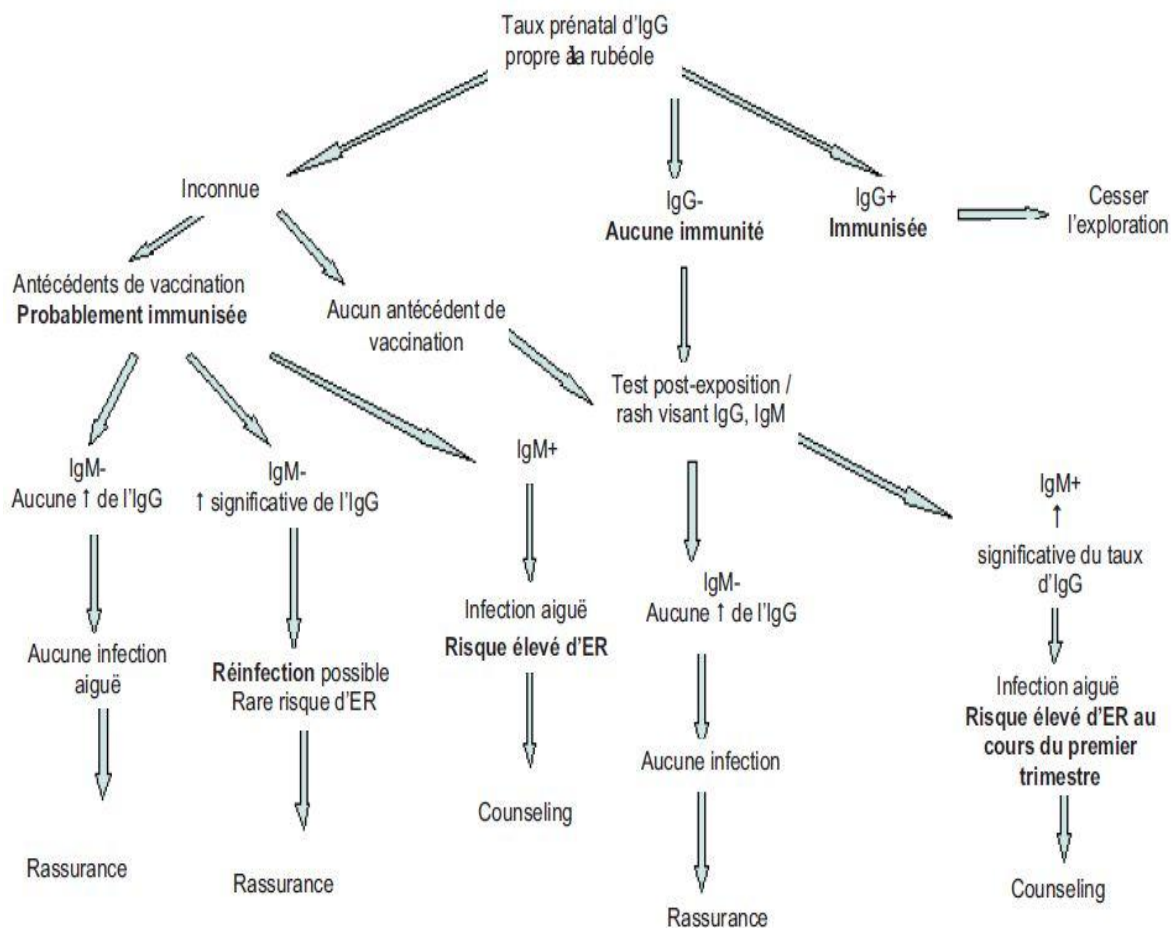 Taux prénatal d'IgG
propre àla rubéole
Inconnue
IgG-
Aucune immunité
IgG+
Immunisée
Cesser
l'exploration
Antécédents de vaccination
Probablement immunisée
Aucun antécédent de
vaccination
Test post-exposition /
rash visant IgG, IgM
IgM-
Aucune ↑ de l'IgG
IgM-
↑ significative de l'IgG
IgM+
IgM-
Aucune ↑ de l'IgG
IgM+
↑
significative du taux
d'IgG
Aucune infection
aiguë
Réinfection possible
Rare risque d'ER
Infection aiguë
Risque élevé d'ER
Aucune infection
Infection aiguë
Risque élevé d'ER au
cours du premier
trimestre
Rassurance
Rassurance
Counseling
Rassurance
Counseling